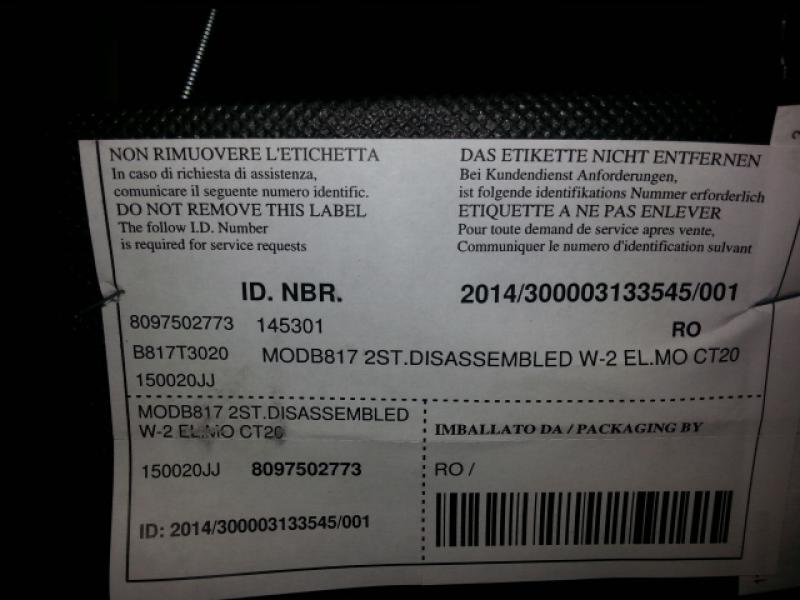 NON RIMUOVERE L'ETICHETTA
In caso di richiesta di assistenza,
comunicare il seguente numero identific.
DO NOT REMOVE THIS LABEL
The follow I.D. Number
is required for service requests
DAS ETIKETTE NICHT ENTFERNEN
Bei Kundendienst Anforderungen,
ist folgende identifikations Nummer erforderlich
ETIQUETTE A NE PAS ENLEVER
Pour toute demande de service apres vente,
Communiquer le numero d'identification sulvant
ID. NBR. 2014/300003133545/001
8097502773 145301 RO
B817T3020 MODB817 2ST.DISASSEMBLED W-2 EL.MO CT20
150020JJ
MODB817 2ST.DISASSEMBLED
W-2 EL.MO CT20
150020JJ 8097502773
ID: 2014/300003133545/001
IMBALLATO DA / PACKAGING BY
RO /